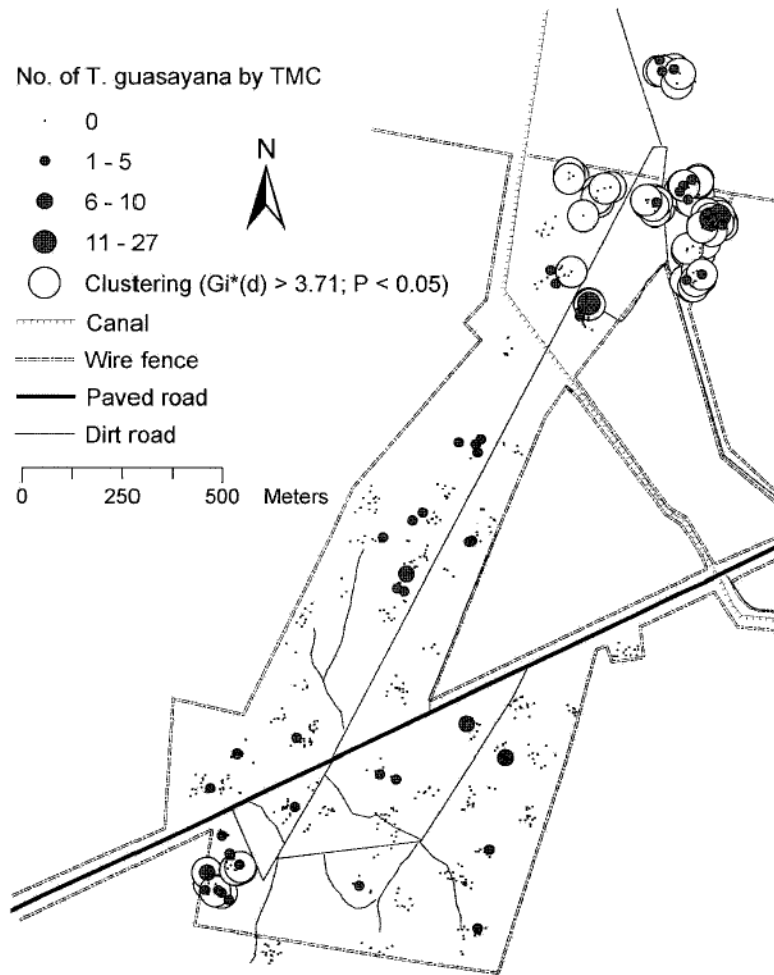 No. of T. guasayana by TMC
0
N
1 - 5
6 - 10
11 - 27
Clustering (Gi*(d) > 3.71; P < 0.05)
Canal
Wire fence
Paved road
Dirt road
0 250 500 Meters